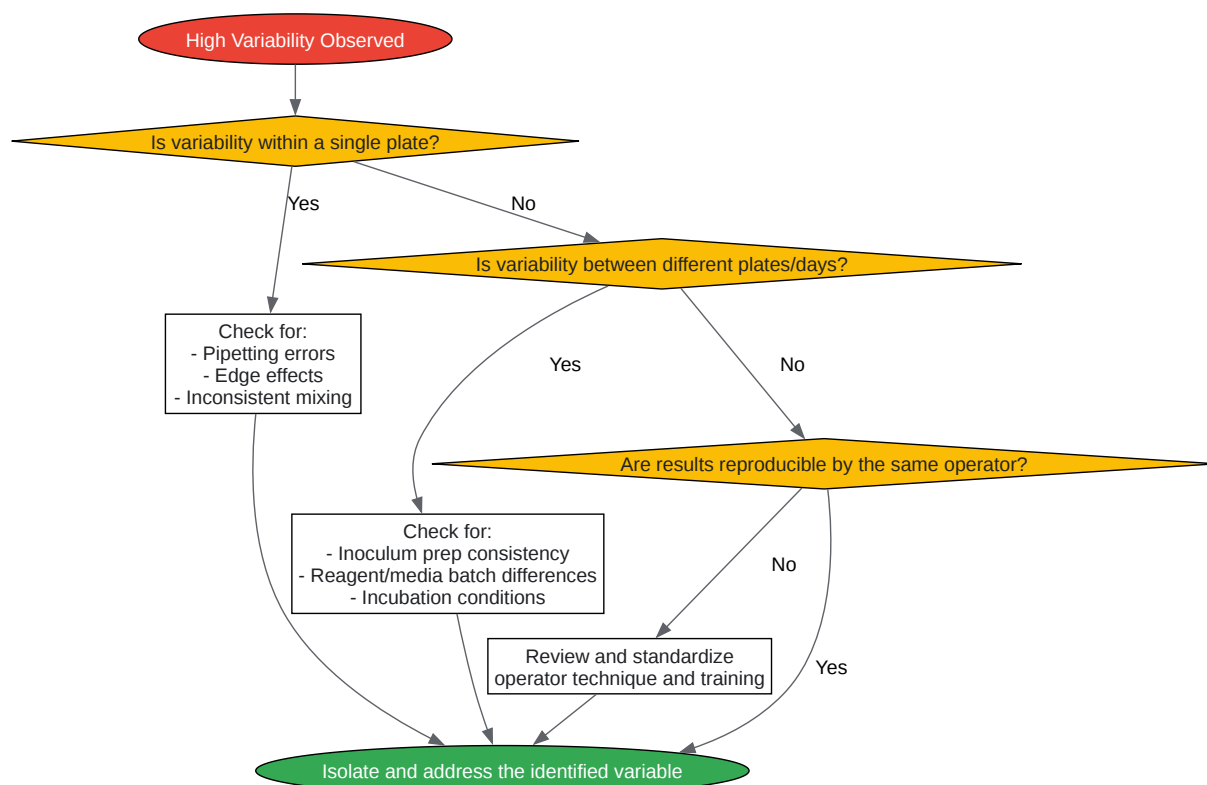 High Variability Observed
Is variability within a single plate?
Yes
No
Is variability between different plates/days?
Check for:
- Pipetting errors
- Edge effects
- Inconsistent mixing
Yes
No
Are results reproducible by the same operator?
Check for:
- Inoculum prep consistency
- Reagent/media batch differences
- Incubation conditions
No
Review and standardize
operator technique and training
Yes
Isolate and address the identified variable